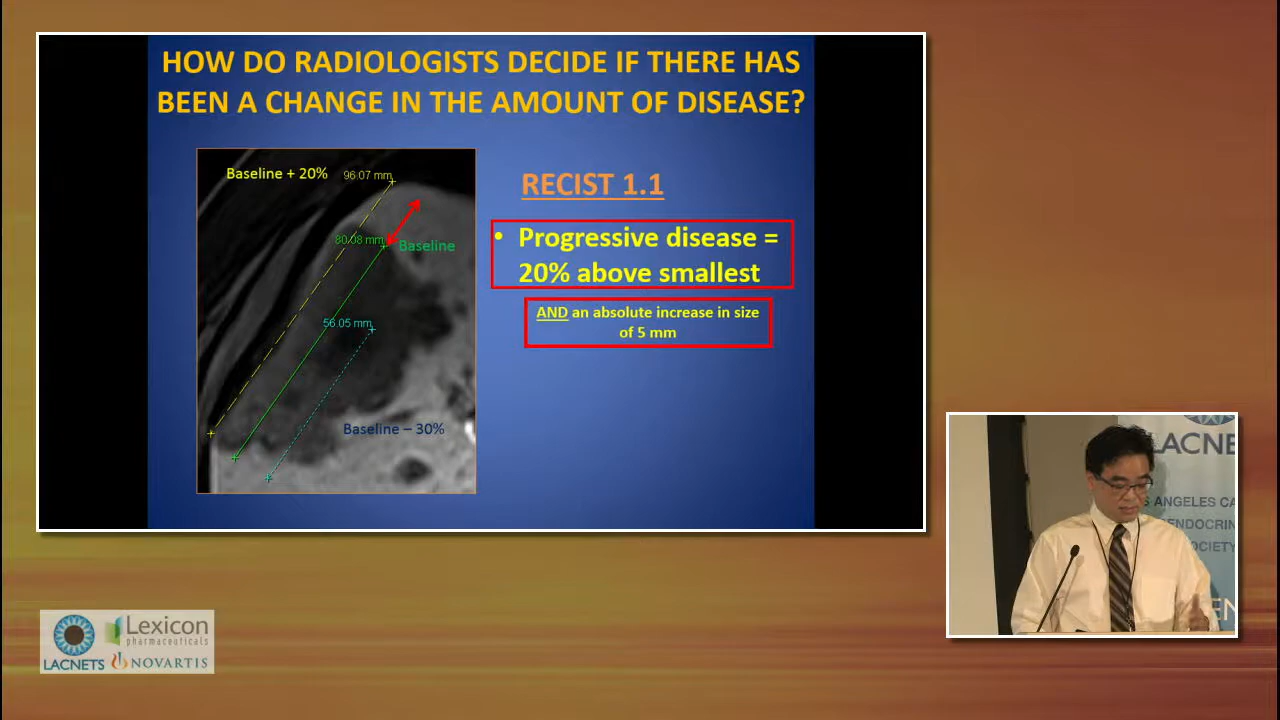 HOW DO RADIOLOGISTS DECIDE IF THERE HAS
BEEN A CHANGE IN THE AMOUNT OF DISEASE?
Baseline + 20%
96.07 mm
80.08 mm
Baseline
56.05 mm
Baseline – 30%
RECIST 1.1
• Progressive disease =
20% above smallest
AND an absolute increase in size
of 5 mm
LACNE
S ANGELES CA
ENDOCRIN
OCIETY
EN
LACNETS
Lexicon
pharmaceuticals
NOVARTIS